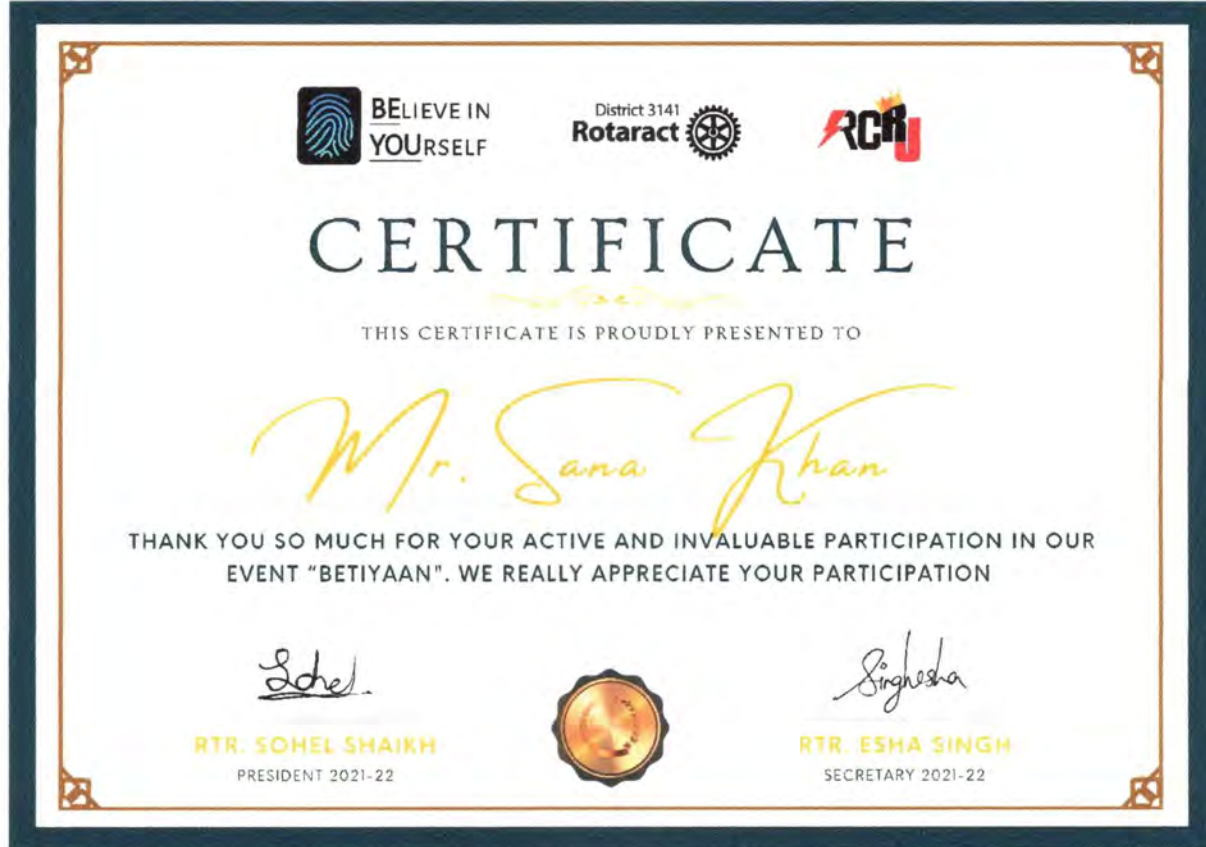 BELIEVE IN
YOURSELF
District 3141
Rotaract
RCRU
CERTIFICATE
THIS CERTIFICATE IS PROUDLY PRESENTED TO
Mr. Sana Khan
THANK YOU SO MUCH FOR YOUR ACTIVE AND INVALUABLE PARTICIPATION IN OUR
EVENT “BETIYAAN”. WE REALLY APPRECIATE YOUR PARTICIPATION
Sohel.
Singhesha
RTR. SOHEL SHAIKH
RTR. ESHA SINGH
PRESIDENT 2021-22
SECRETARY 2021-22